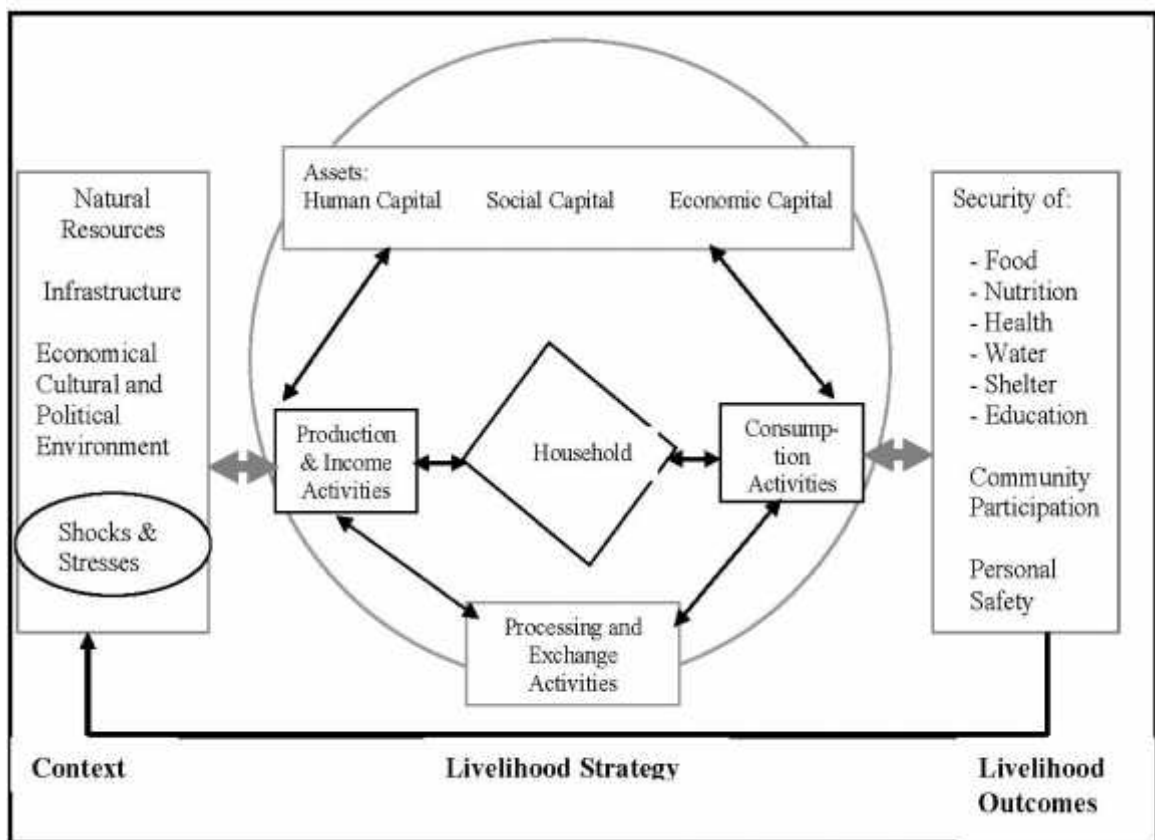 Assets:
Human Capital Social Capital Economic Capital
Natural
Resources
Infrastructure
Economical
Cultural and
Political
Environment
Shocks &
Stresses
Production
& Income
Activities
Household
Consump-
tion
Activities
Processing and
Exchange
Activities
Security of:
- Food
- Nutrition
- Health
- Water
- Shelter
- Education
Community
Participation
Personal
Safety
Context
Livelihood Strategy
Livelihood
Outcomes